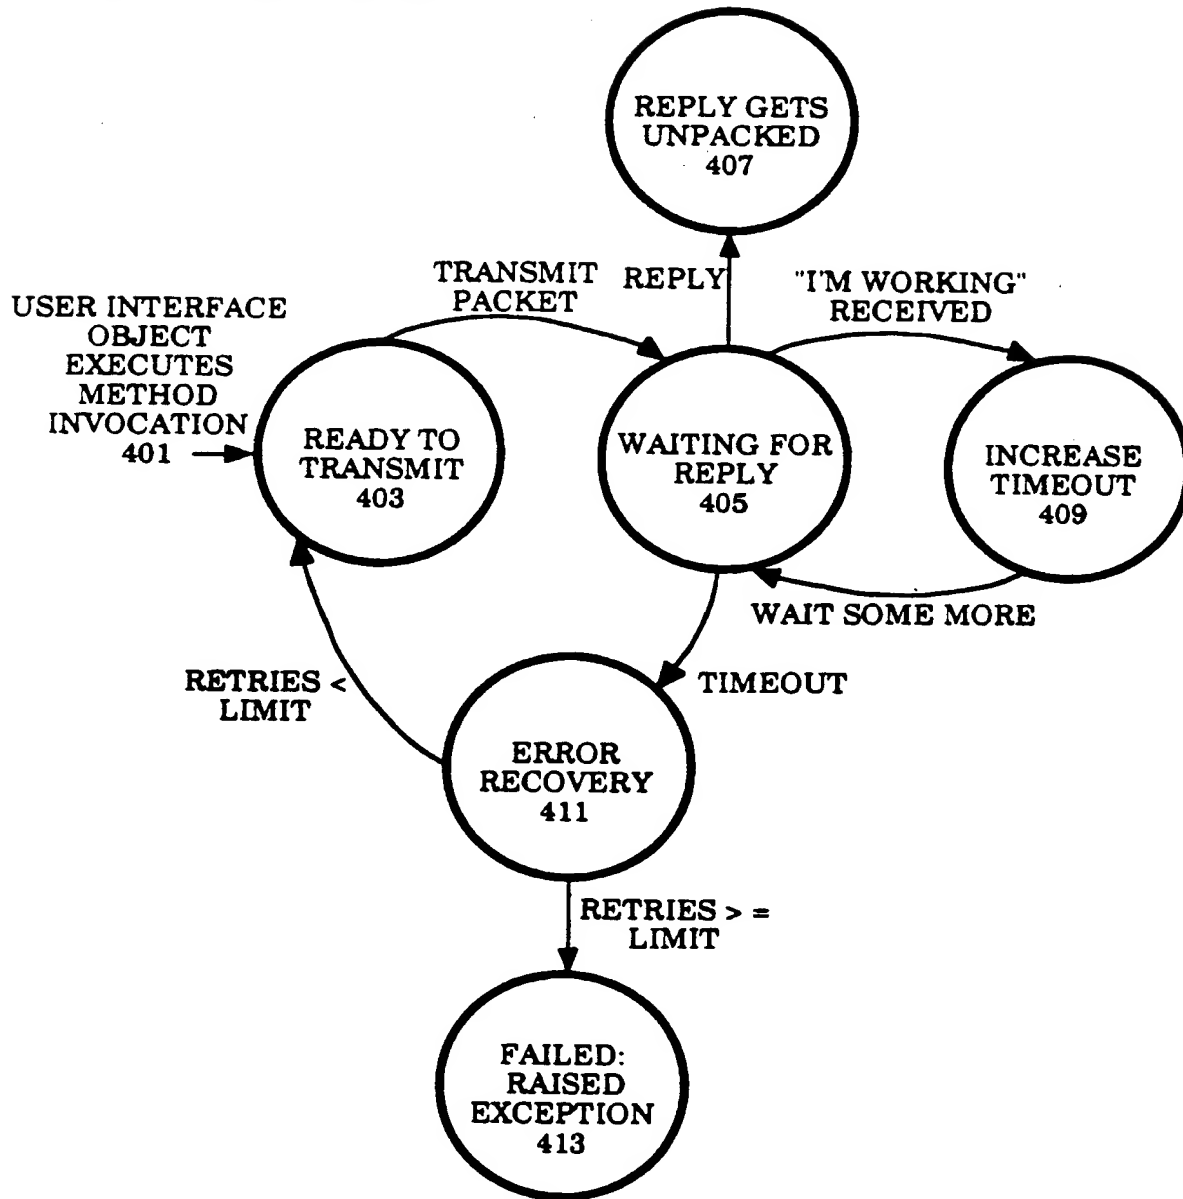 REPLY GETS
UNPACKED
407
TRANSMIT
PACKET
REPLY
"I'M WORKING"
RECEIVED
USER INTERFACE
OBJECT
EXECUTES
METHOD
INVOCATION
401
READY TO
TRANSMIT
403
WAITING FOR
REPLY
405
INCREASE
TIMEOUT
409
WAIT SOME MORE
TIMEOUT
RETRIES <
LIMIT
ERROR
RECOVERY
411
RETRIES > =
LIMIT
FAILED:
RAISED
EXCEPTION
413